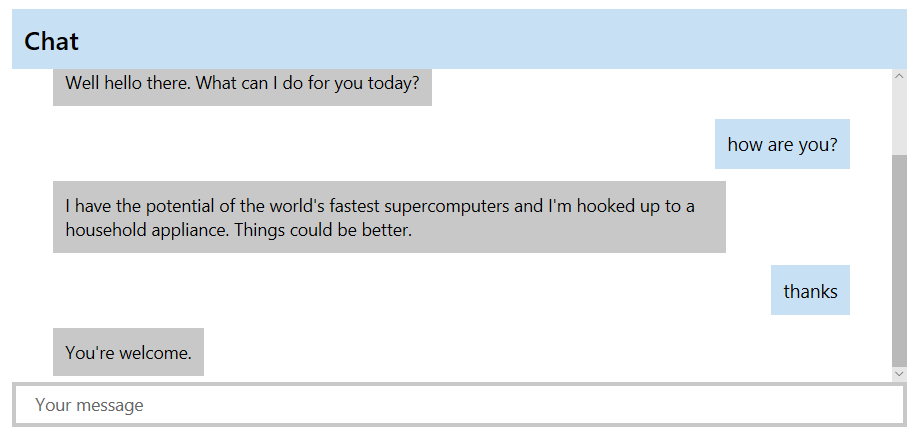 Chat
Well hello there. What can I do for you today?
how are you?
I have the potential of the world's fastest supercomputers and I'm hooked up to a
household appliance. Things could be better.
thanks
You're welcome.
Your message